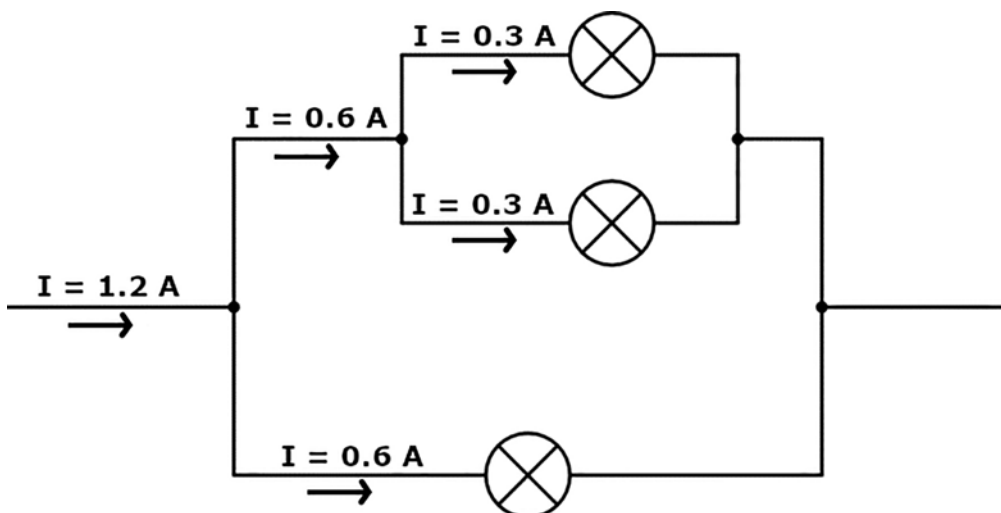 I = 0.3 A
I = 0.6 A
I = 0.3 A
I = 1.2 A
I = 0.6 A